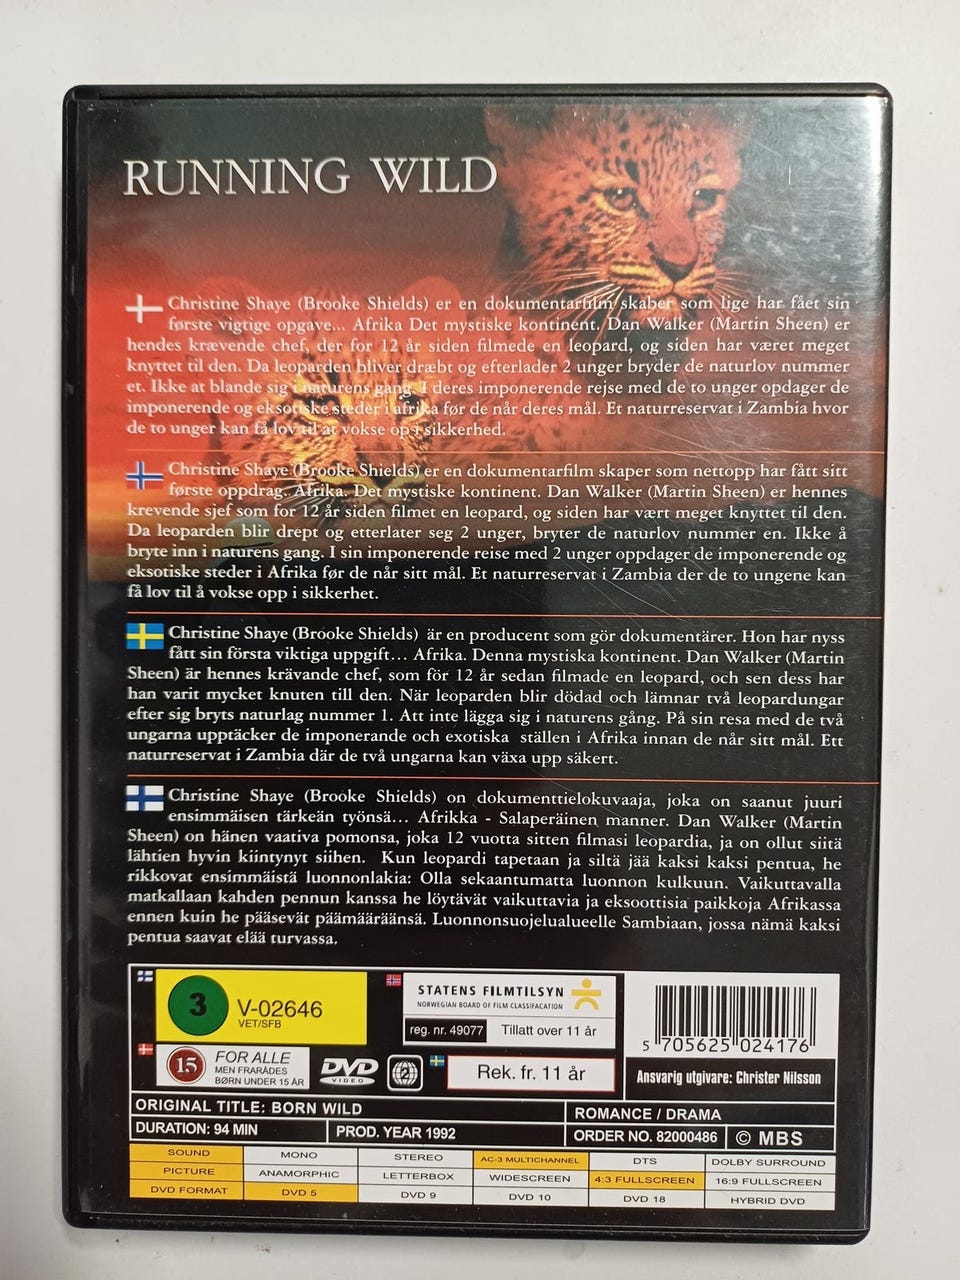 RUNNING WILD
Christine Shaye (Brooke Shields) er en dokumentarfilm skaber som lige har fået sin
første vigtige opgave... Afrika Det mystiske kontinent. Dan Walker (Martin Sheen) er
hendes krævende chef, der for 12 år siden filmede en leopard, og siden har været meget
knyttet til den. Da leoparden bliver dræbt og efterlader 2 unger bryder de naturlov nummer
et. Ikke at blande sig i naturens gang. I deres imponerende rejse med de to unger opdager de
imponerende og eksotiske steder i afrika før de når deres mål. Et naturreservat i Zambia hvor
de to unger kan få lov til at vokse op i sikkerhed.
Christine Shaye (Brooke Shields) er en dokumentarfilm skaper som nettopp har fått sitt
første oppdrag. Afrika. Det mystiske kontinent. Dan Walker (Martin Sheen) er hennes
krevende sjef som for 12 år siden filmet en leopard, og siden har vært meget knyttet til den.
Da leoparden blir drept og etterlater seg 2 unger, bryter de naturlov nummer en. Ikke å
bryte inn i naturens gang. I sin imponerende reise med 2 unger oppdager de imponerende og
eksotiske steder i Afrika før de når sitt mål. Et naturreservat i Zambia der de to ungene kan
få lov til å vokse opp i sikkerhet.
Christine Shaye (Brooke Shields) är en producent som gör dokumentärer. Hon har nyss
fått sin första viktiga uppgift... Afrika. Denna mystiska kontinent. Dan Walker (Martin
Sheen) är hennes krävande chef, som för 12 år sedan filmade en leopard, och sen dess har
han varit mycket knuten till den. När leoparden blir dödad och lämnar två leopardungar
efter sig bryts naturlag nummer 1. Att inte lägga sig i naturens gång. På sin resa med de två
ungarna upptäcker de imponerande och exotiska ställen i Afrika innan de når sitt mål. Ett
naturreservat i Zambia där de två ungarna kan växa upp säkert.
Christine Shaye (Brooke Shields) on dokumenttielokuvaaja, joka on saanut juuri
ensimmäisen tärkeän työnsä... Afrikka - Salaperäinen manner. Dan Walker (Martin
Sheen) on hänen vaativa pomonsa, joka 12 vuotta sitten filmasi leopardia, ja on ollut siitä
lähtien hyvin kiintynyt siihen. Kun leopardi tapetaan ja siltä jää kaksi kaksi pentua, he
rikkovat ensimmäistä luonnonlakia: Olla sekaantumatta luonnon kulkuun. Vaikuttavalla
matkallaan kahden pennun kanssa he löytävät vaikuttavia ja eksoottisia paikkoja Afrikassa
ennen kuin he pääsevät päämääräänsä. Luonnonsuojelualueelle Sambiaan, jossa nämä kaksi
pentua saavat elää turvassa.
3 V-02646
VET/SFB
STATENS FILMTILSYN
NORWEGIAN BOARD OF FILM CLASSIFACATION
reg. nr. 49077 Tillatt over 11 år
15 FOR ALLE
MEN FRARÅDES
BØRN UNDER 15 ÅR
DVD
VIDEO
2
Rek. fr. 11 år
5 705625 024176
Ansvarig utgivare: Christer Nilsson
ORIGINAL TITLE: BORN WILD
ROMANCE / DRAMA
DURATION: 94 MIN
PROD. YEAR 1992
ORDER NO. 82000486
© MBS
SOUND MONO STEREO AC-3 MULTICHANNEL DTS DOLBY SURROUND
PICTURE ANAMORPHIC LETTERBOX WIDESCREEN 4:3 FULLSCREEN 16:9 FULLSCREEN
DVD FORMAT DVD 5 DVD 9 DVD 10 DVD 18 HYBRID DVD